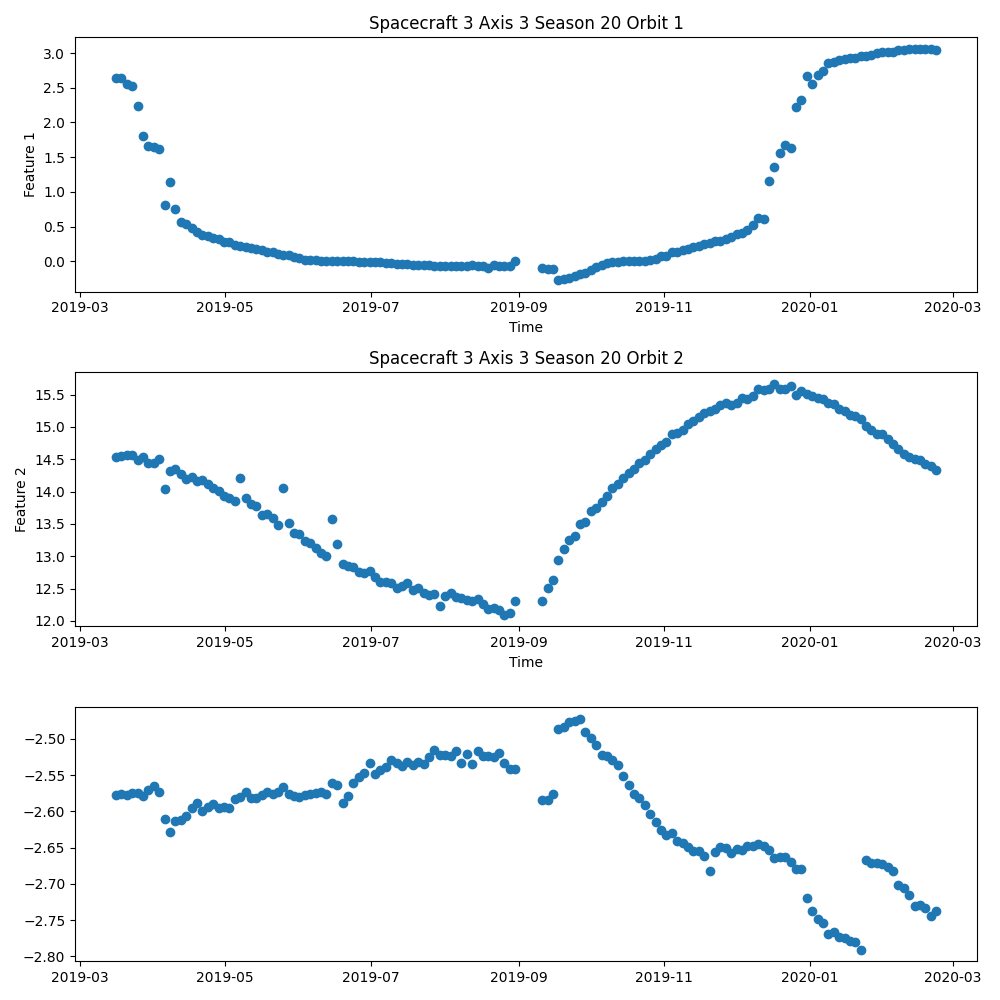 Spacecraft 3 Axis 3 Season 20 Orbit 1
3.0
2.5
2.0
1.5
1.0
0.5
0.0
Feature 1
2019-03 2019-05 2019-07 2019-09 2019-11 2020-01 2020-03
Time
Spacecraft 3 Axis 3 Season 20 Orbit 2
15.5
15.0
14.5
14.0
13.5
13.0
12.5
12.0
Feature 2
2019-03 2019-05 2019-07 2019-09 2019-11 2020-01 2020-03
Time
−2.50
−2.55
−2.60
−2.65
−2.70
−2.75
−2.80
2019-03 2019-05 2019-07 2019-09 2019-11 2020-01 2020-03